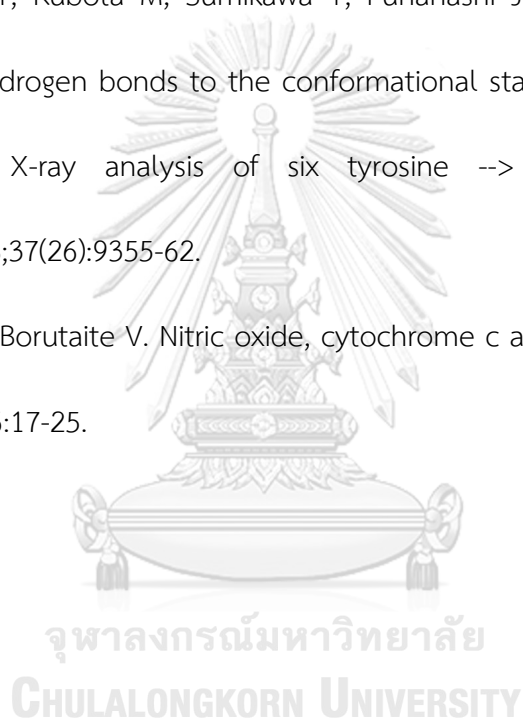 Kubota M, Sumikawa Y, Funahashi J
drogen bonds to the conformational sta
X-ray analysis of six tyrosine -->
;37(26):9355-62.
Borutaite V. Nitric oxide, cytochrome c a
:17-25.
จุฬาลงกรณ์มหาวิทยาลัย
CHULALONGKORN UNIVERSITY